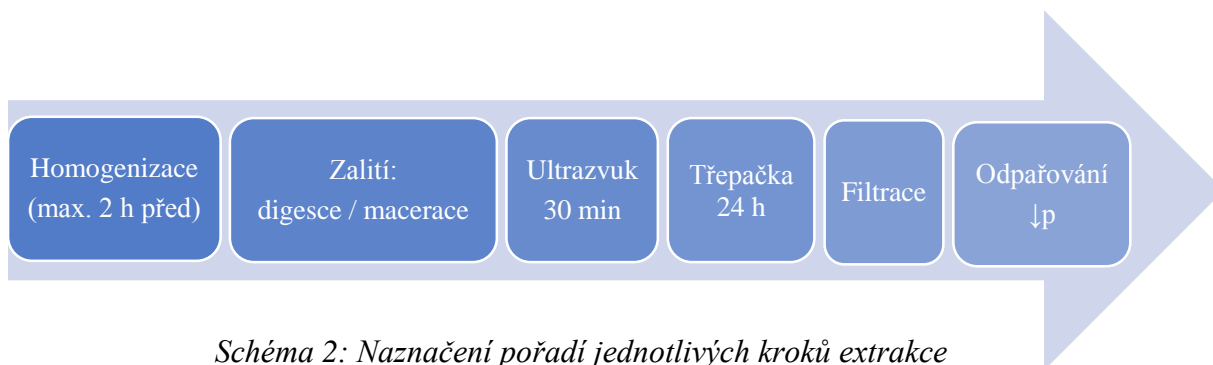 Homogenizace
(max. 2 h před)
Zalití:
digesce / macerace
Ultrazvuk
30 min
Třepačka
24 h
Filtrace
Odpařování
↓p
Schéma 2: Naznačení pořadí jednotlivých kroků extrakce